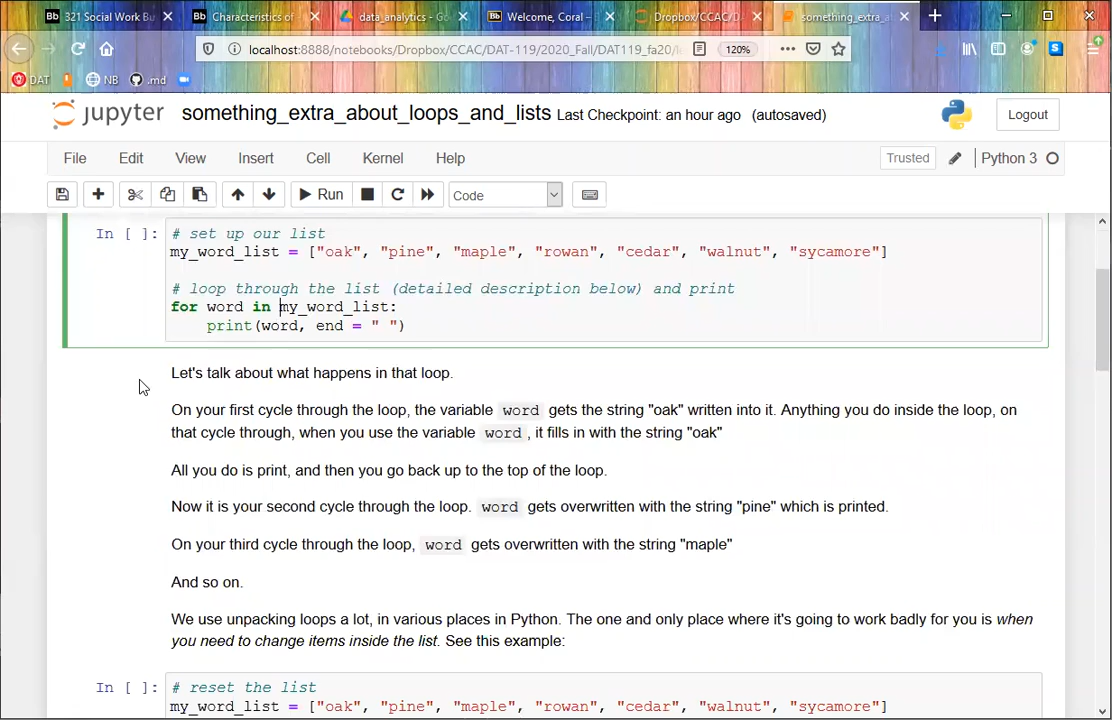 321 Social Work Bu
Characteristics of
data_analytics - Go
Welcome, Coral –
Dropbox/CCAC/DA
something_extra_a
localhost:8888/notebooks/Dropbox/CCAC/DAT-119/2020_Fall/DAT119_fa20/
120%
DAT
NB
.md
jupyter something_extra_about_loops_and_lists Last Checkpoint: an hour ago (autosaved)
Logout
File Edit View Insert Cell Kernel Help
Trusted
Python 3
Run
Code
In [ ]: # set up our list
my_word_list = ["oak", "pine", "maple", "rowan", "cedar", "walnut", "sycamore"]
# loop through the list (detailed description below) and print
for word in my_word_list:
print(word, end = " ")
Let's talk about what happens in that loop.
On your first cycle through the loop, the variable word gets the string "oak" written into it. Anything you do inside the loop, on
that cycle through, when you use the variable word, it fills in with the string "oak"
All you do is print, and then you go back up to the top of the loop.
Now it is your second cycle through the loop. word gets overwritten with the string "pine" which is printed.
On your third cycle through the loop, word gets overwritten with the string "maple"
And so on.
We use unpacking loops a lot, in various places in Python. The one and only place where it's going to work badly for you is when
you need to change items inside the list. See this example:
In [ ]: # reset the list
my_word_list = ["oak", "pine", "maple", "rowan", "cedar", "walnut", "sycamore"]